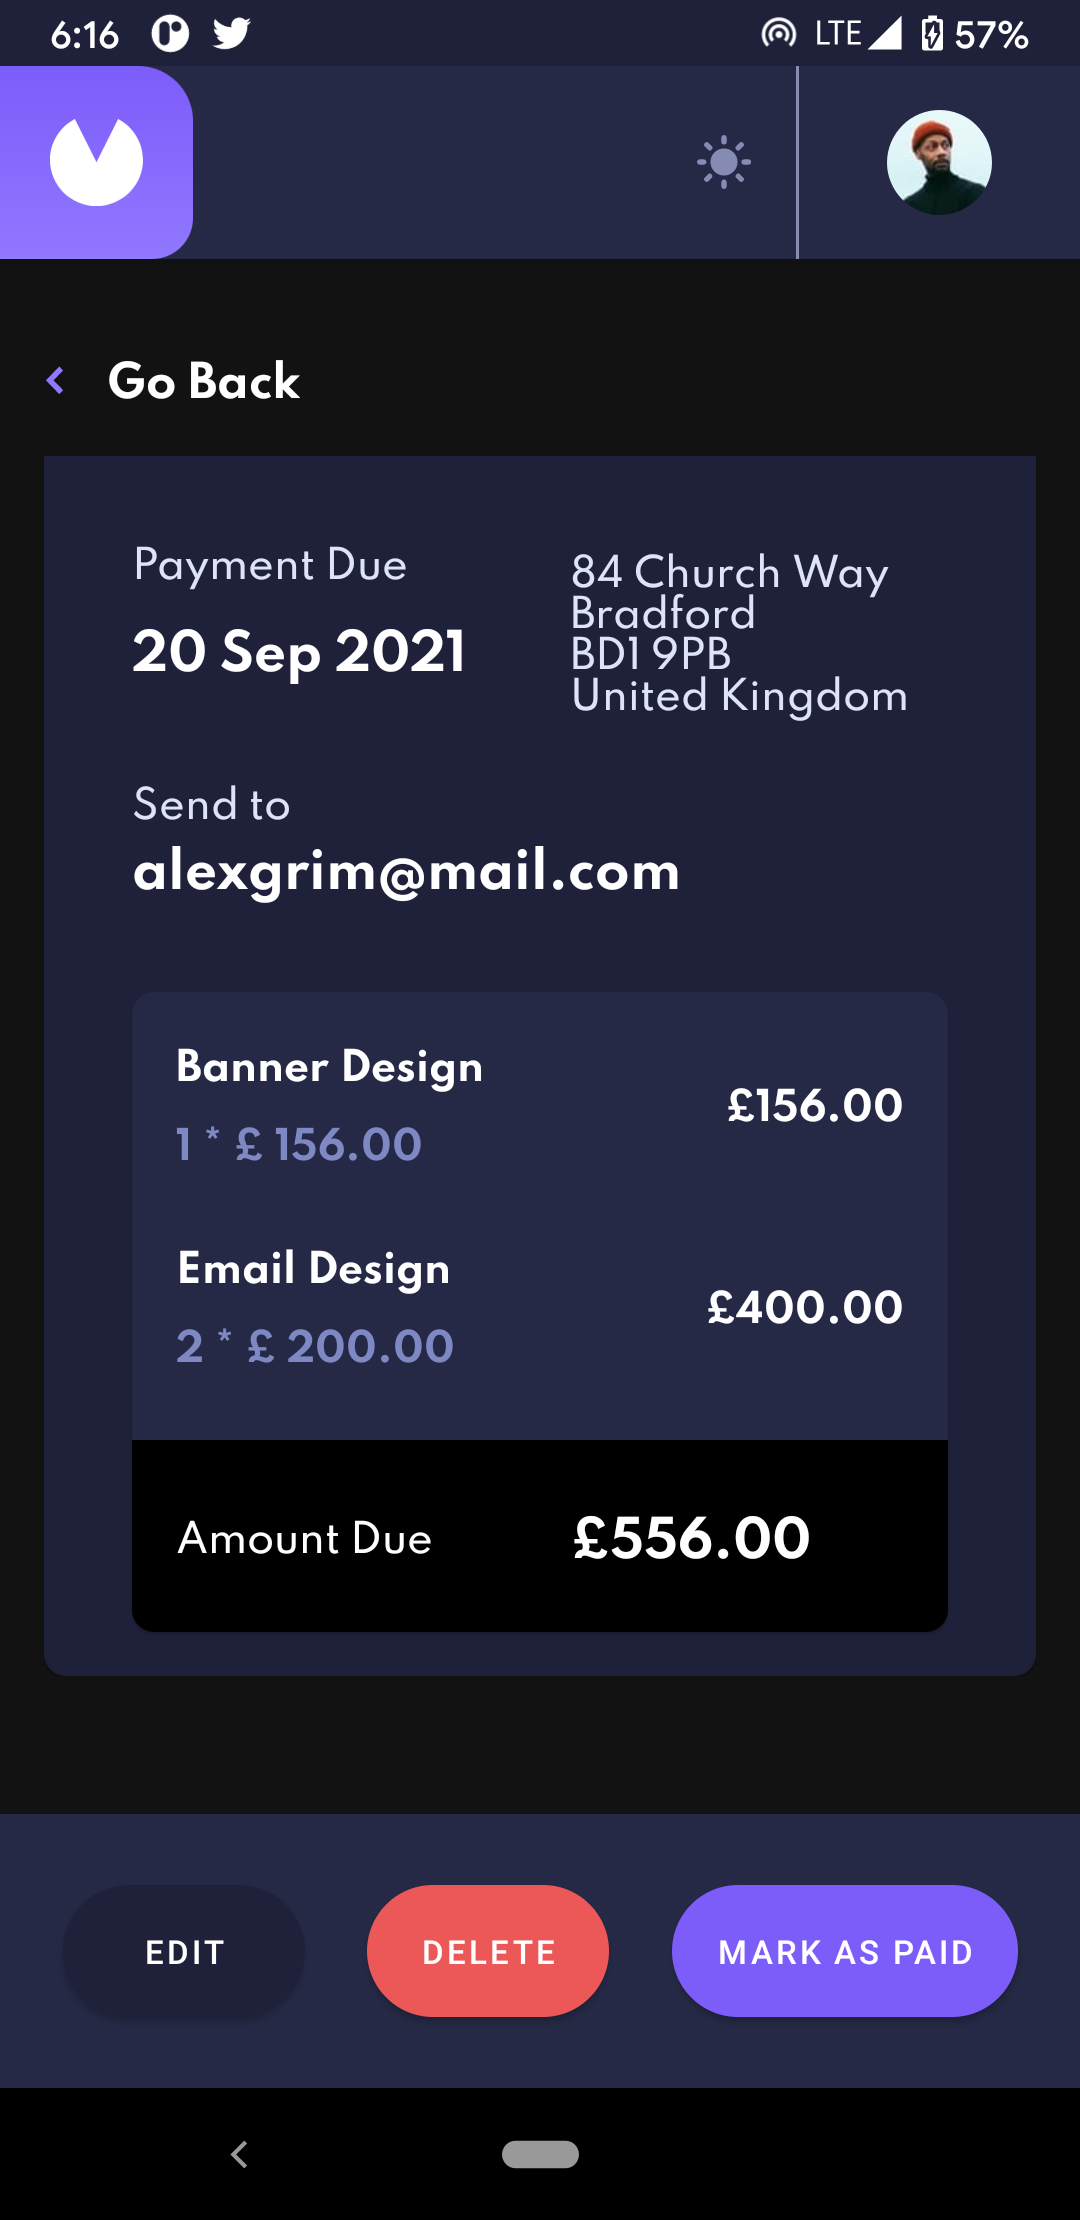 6:16 LTE 57%
Go Back
Payment Due
20 Sep 2021
84 Church Way
Bradford
BD1 9PB
United Kingdom
Send to
alexgrim@mail.com
Banner Design
1 * £ 156.00
£156.00
Email Design
2 * £ 200.00
£400.00
Amount Due £556.00
EDIT DELETE MARK AS PAID